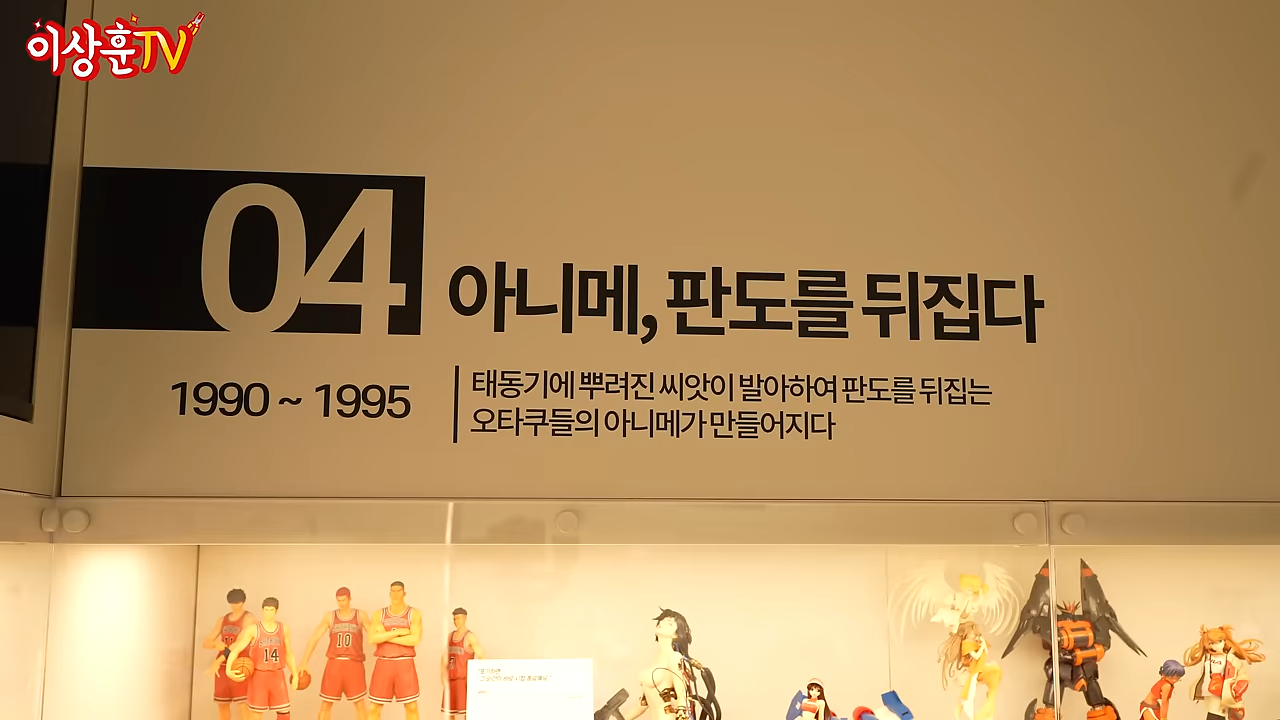 이상훈TV
04
아니메, 판도를 뒤집다
1990 ~ 1995
태동기에 뿌려진 씨앗이 발아하여 판도를 뒤집는
오타쿠들의 아니메가 만들어지다
14
10